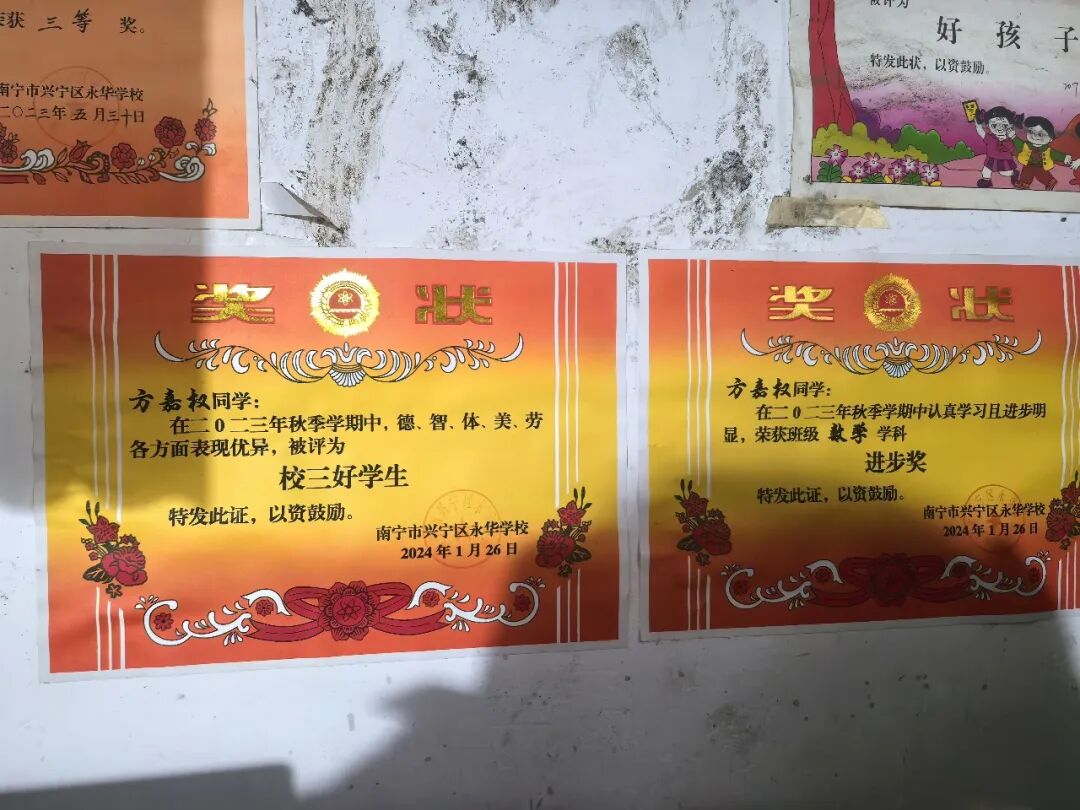 荣获 三等 奖。
南宁市兴宁区永华学校
二〇二三年五月三十日
被评为
好孩子
特发此状，以资鼓励。
奖状
方嘉权同学：
在二0二三年秋季学期中，德、智、体、美、劳
各方面表现优异，被评为
校三好学生
特发此证，以资鼓励。
南宁市兴宁区永华学校
2024年1月26日
奖状
方嘉权同学：
在二0二三年秋季学期中认真学习且进步明
显，荣获班级 数学 学科
进步奖
特发此证，以资鼓励。
南宁市兴宁区永华学校
2024年1月26日